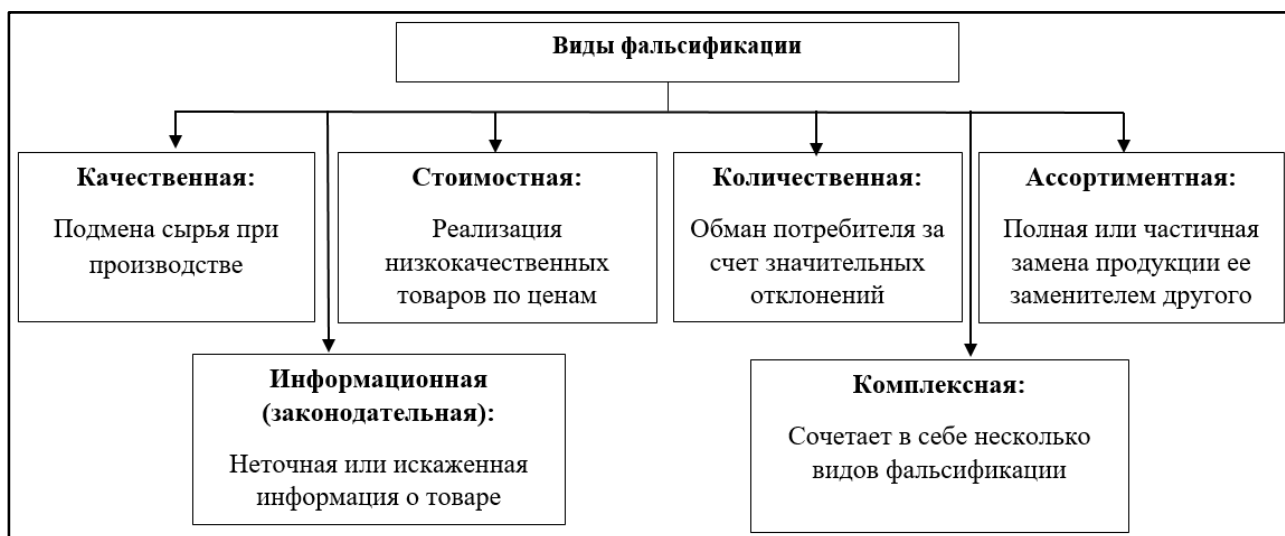 Виды фальсификации
Качественная:
Подмена сырья при
производстве
Стоимостная:
Реализация
низкокачественных
товаров по ценам
Количественная:
Обман потребителя за
счет значительных
отклонений
Ассортиментная:
Полная или частичная
замена продукции ее
заменителем другого
Информационная
(законодательная):
Неточная или искаженная
информация о товаре
Комплексная:
Сочетает в себе несколько
видов фальсификации